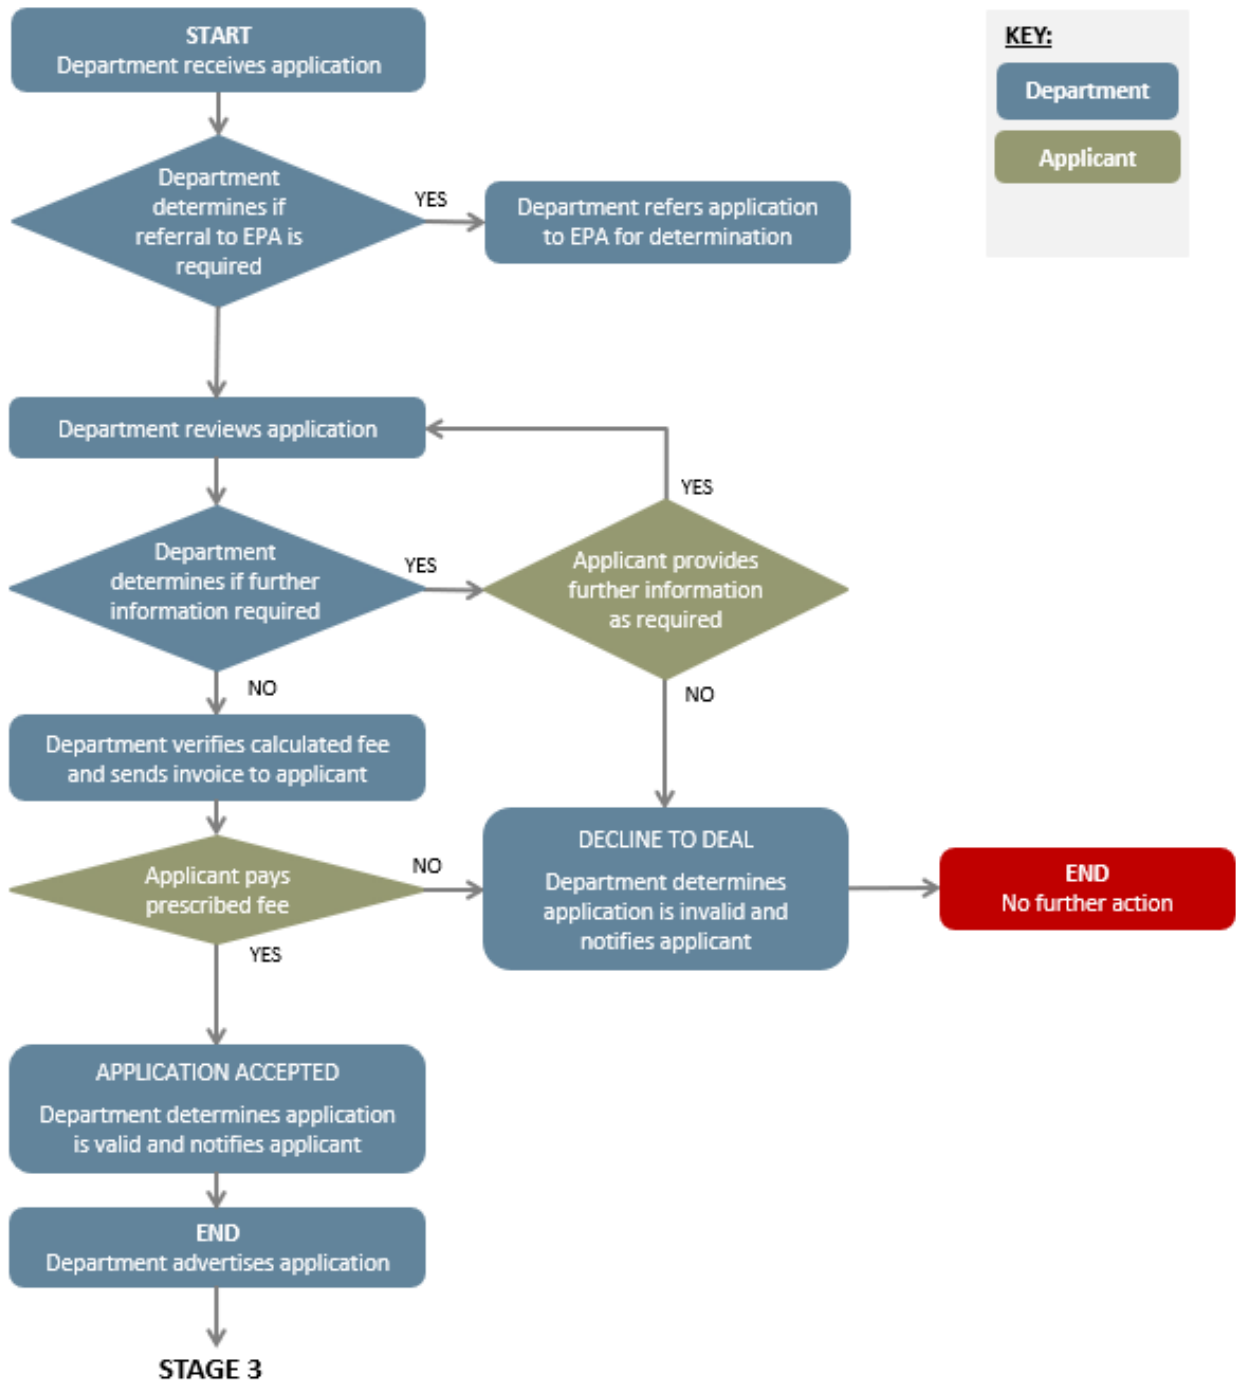 START
Department receives application
KEY:
Department
Applicant
Department
determines if
referral to EPA is
required
YES
Department refers application
to EPA for determination
Department reviews application
YES
Department
determines if further
information required
YES
Applicant provides
further information
as required
NO
NO
Department verifies calculated fee
and sends invoice to applicant
Applicant pays
prescribed fee
NO
YES
DECLINE TO DEAL
Department determines
application is invalid and
notifies applicant
END
No further action
APPLICATION ACCEPTED
Department determines application
is valid and notifies applicant
END
Department advertises application
STAGE 3